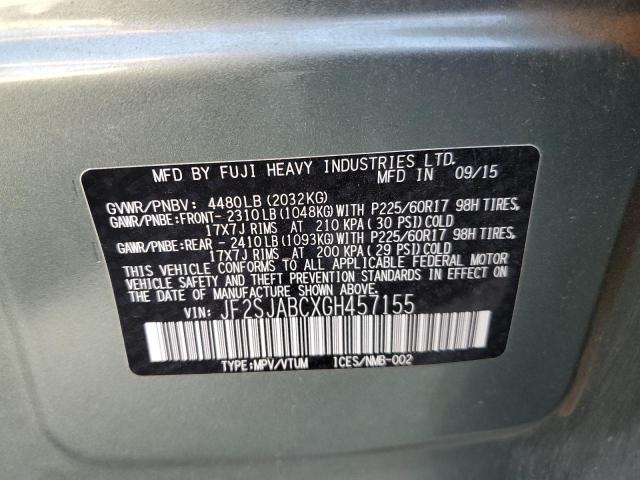 MFD BY FUJI HEAVY INDUSTRIES LTD.
MFD IN 09/15
GVWR/PNBV: 4480LB(2032KG)
GAWR/PNBE:FRONT-2310LB(1048KG)WITH P225/60R17 98H TIRES,
17X7J RIMS AT 210 KPA(30 PSI)COLD
GAWR/PNBE:REAR -2410LB(1093KG)WITH P225/60R17 98H TIRES,
17X7J RIMS AT 200 KPA(29 PSI)COLD
THIS VEHICLE CONFORMS TO ALL APPLICABLE FEDERAL MOTOR
VEHICLE SAFETY AND THEFT PREVENTION STANDARDS IN
EFFECT ON THE DATE OF MANUFACTURE SHOWN ABOVE.
VIN: JF2SJABCXGH457155
TYPE:MPV/VTUM ICES/NMB-002